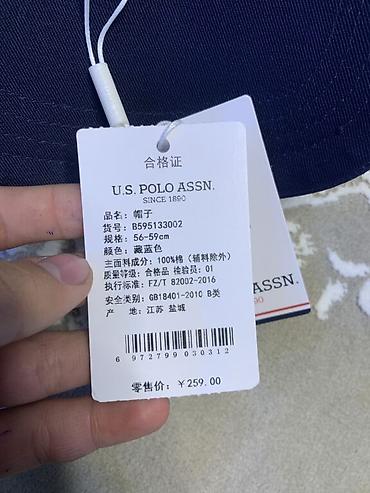 合格证
U.S. POLO ASSN.
SINCE 1890
品名: 帽子
货号: B595133002
规格: 56-59cm
颜色: 藏蓝色
主面料成分: 100%棉 (辅料除外)
质量等级: 合格品 检验员: 01
执行标准: FZ/T 82002-2016
安全类别: GB18401-2010 B类
产 地: 江苏 盐城
6 972799 030312
零售价: ¥259.00
ASSN.
90